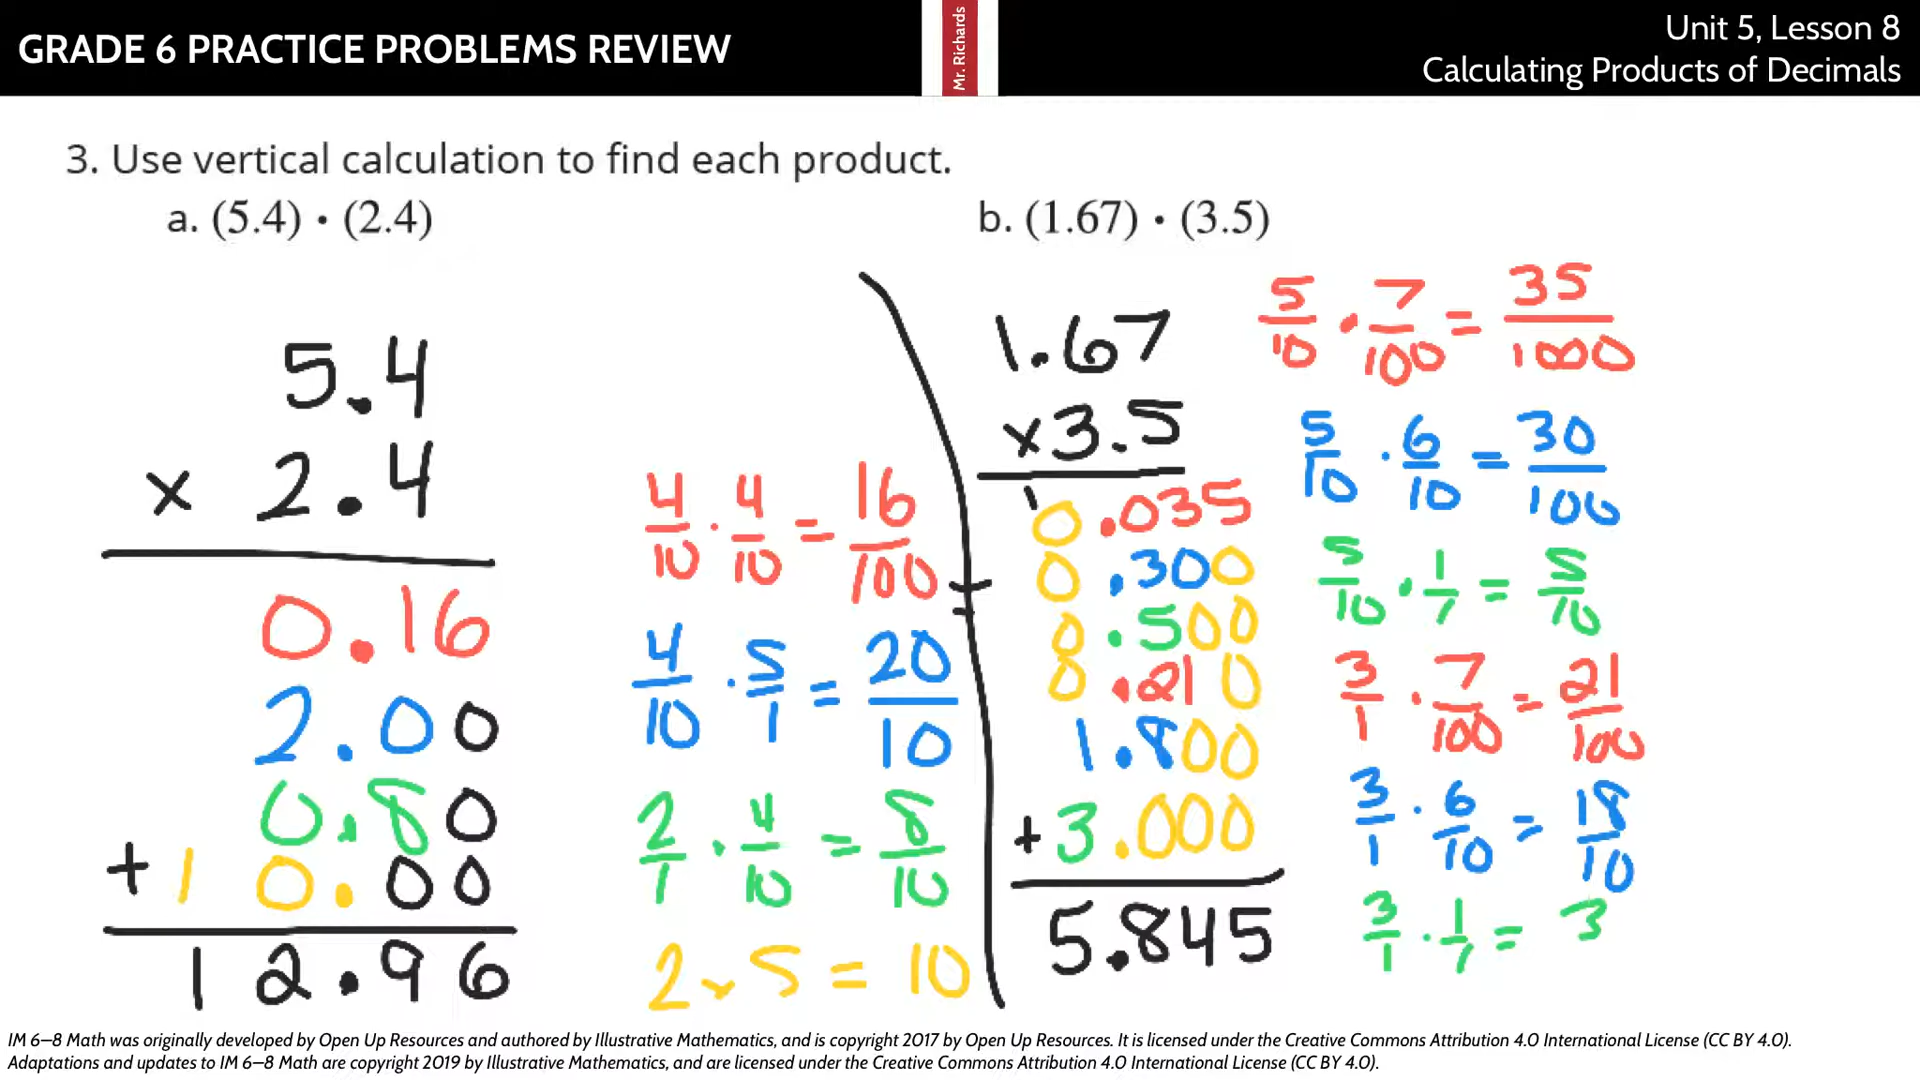 GRADE 6 PRACTICE PROBLEMS REVIEW
Mr. Richards
Unit 5, Lesson 8
Calculating Products of Decimals
3. Use vertical calculation to find each product.
a. (5.4) · (2.4)
5.4
x 2.4
0.16
2.00
0.80
+10.00
12.96
4/10 · 4/10 = 16/100
4/10 · 5/1 = 20/10
2/1 · 4/10 = 8/10
2 · 5 = 10
b. (1.67) · (3.5)
1.67
x3.5
1
0.035
0.300
0.500
0.210
1.800
+3.000
5.845
5/10 · 7/100 = 35/1000
5/10 · 6/10 = 30/100
5/10 · 1/1 = 5/10
3/1 · 7/100 = 21/100
3/1 · 6/10 = 18/10
3/1 · 1/1 = 3
IM 6–8 Math was originally developed by Open Up Resources and authored by Illustrative Mathematics, and is copyright 2017 by Open Up Resources. It is licensed under the Creative Commons Attribution 4.0 International License (CC BY 4.0).
Adaptations and updates to IM 6–8 Math are copyright 2019 by Illustrative Mathematics, and are licensed under the Creative Commons Attribution 4.0 International License (CC BY 4.0).